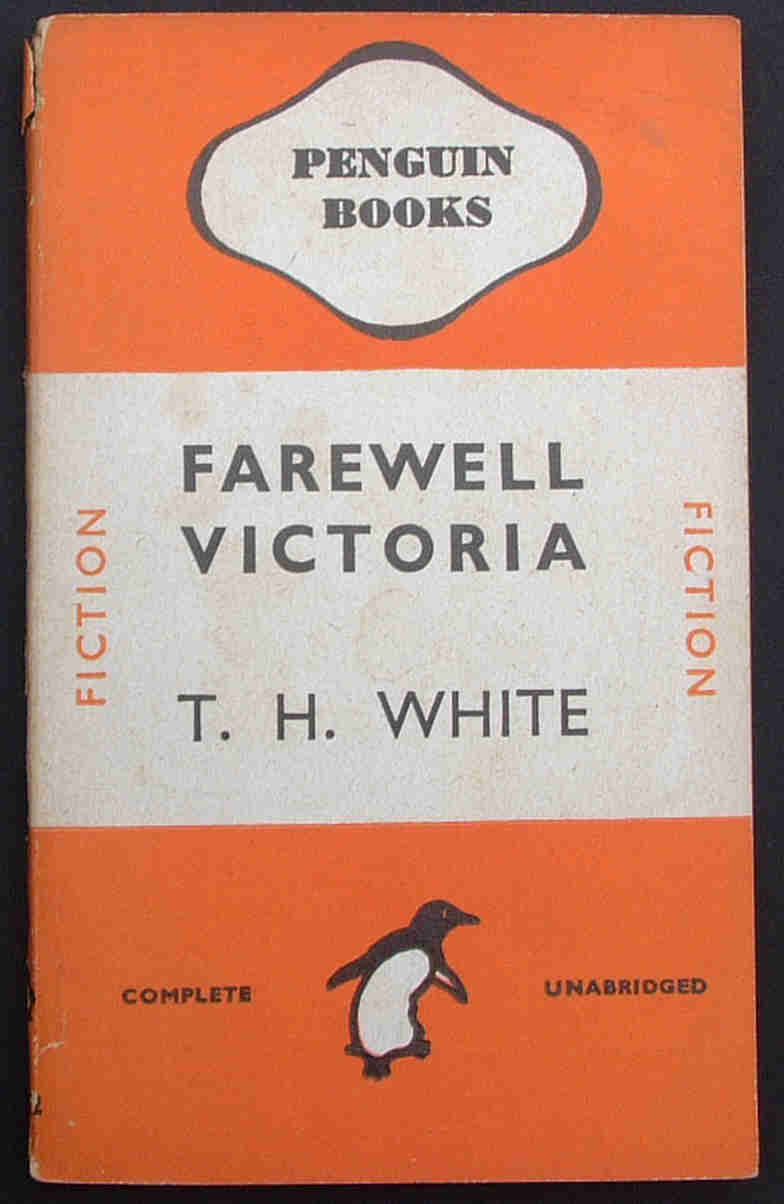 PENGUIN
BOOKS
FAREWELL
VICTORIA
FICTION
FICTION
T. H. WHITE
COMPLETE
UNABRIDGED